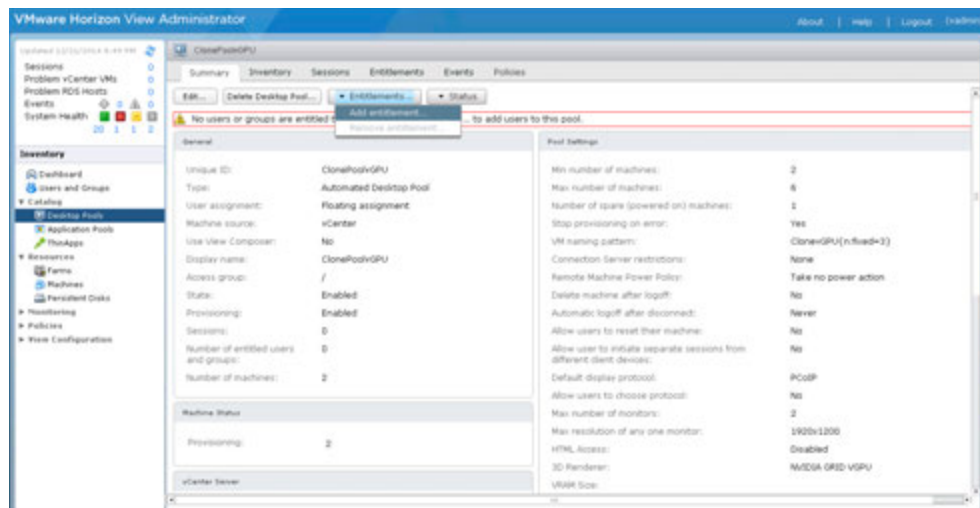 VMware Horizon View Administrator
About | Help | Logout
Sessions 0
Problem vCenter VMs 0
Problem RDS Hosts 0
Events 0 0
System Health
20 1 1 2
Inventory
Dashboard
Users and Groups
Catalog
Desktop Pools
Application Pools
ThinApps
Resources
Farms
Machines
Persistent Disks
Monitoring
Policies
View Configuration
ClonePoolvGPU
Summary Inventory Sessions Entitlements Events Policies
Edit... Delete Desktop Pool... Entitlements... Status
Add entitlement...
Remove entitlement...
No users or groups are entitled ... to add users to this pool.
General
Unique ID: ClonePoolvGPU
Type: Automated Desktop Pool
User assignment: Floating assignment
Machine source: vCenter
Use View Composer: No
Display name: ClonePoolvGPU
Access group: /
State: Enabled
Provisioning: Enabled
Sessions: 0
Number of entitled users and groups: 0
Number of machines: 2
Machine Status
Provisioning: 2
vCenter Server
Pool Settings
Min number of machines: 2
Max number of machines: 6
Number of spare (powered on) machines: 1
Stop provisioning on error: Yes
VM naming pattern: ClonevGPU{n:fixed=3}
Connection Server restrictions: None
Remote Machine Power Policy: Take no power action
Delete machine after logoff: No
Automatic logoff after disconnect: Never
Allow users to reset their machine: No
Allow user to initiate separate sessions from different client devices: No
Default display protocol: PCoIP
Allow users to choose protocol: No
Max number of monitors: 2
Max resolution of any one monitor: 1920x1200
HTML Access: Disabled
3D Renderer: NVIDIA GRID VGPU
VRAM Size: